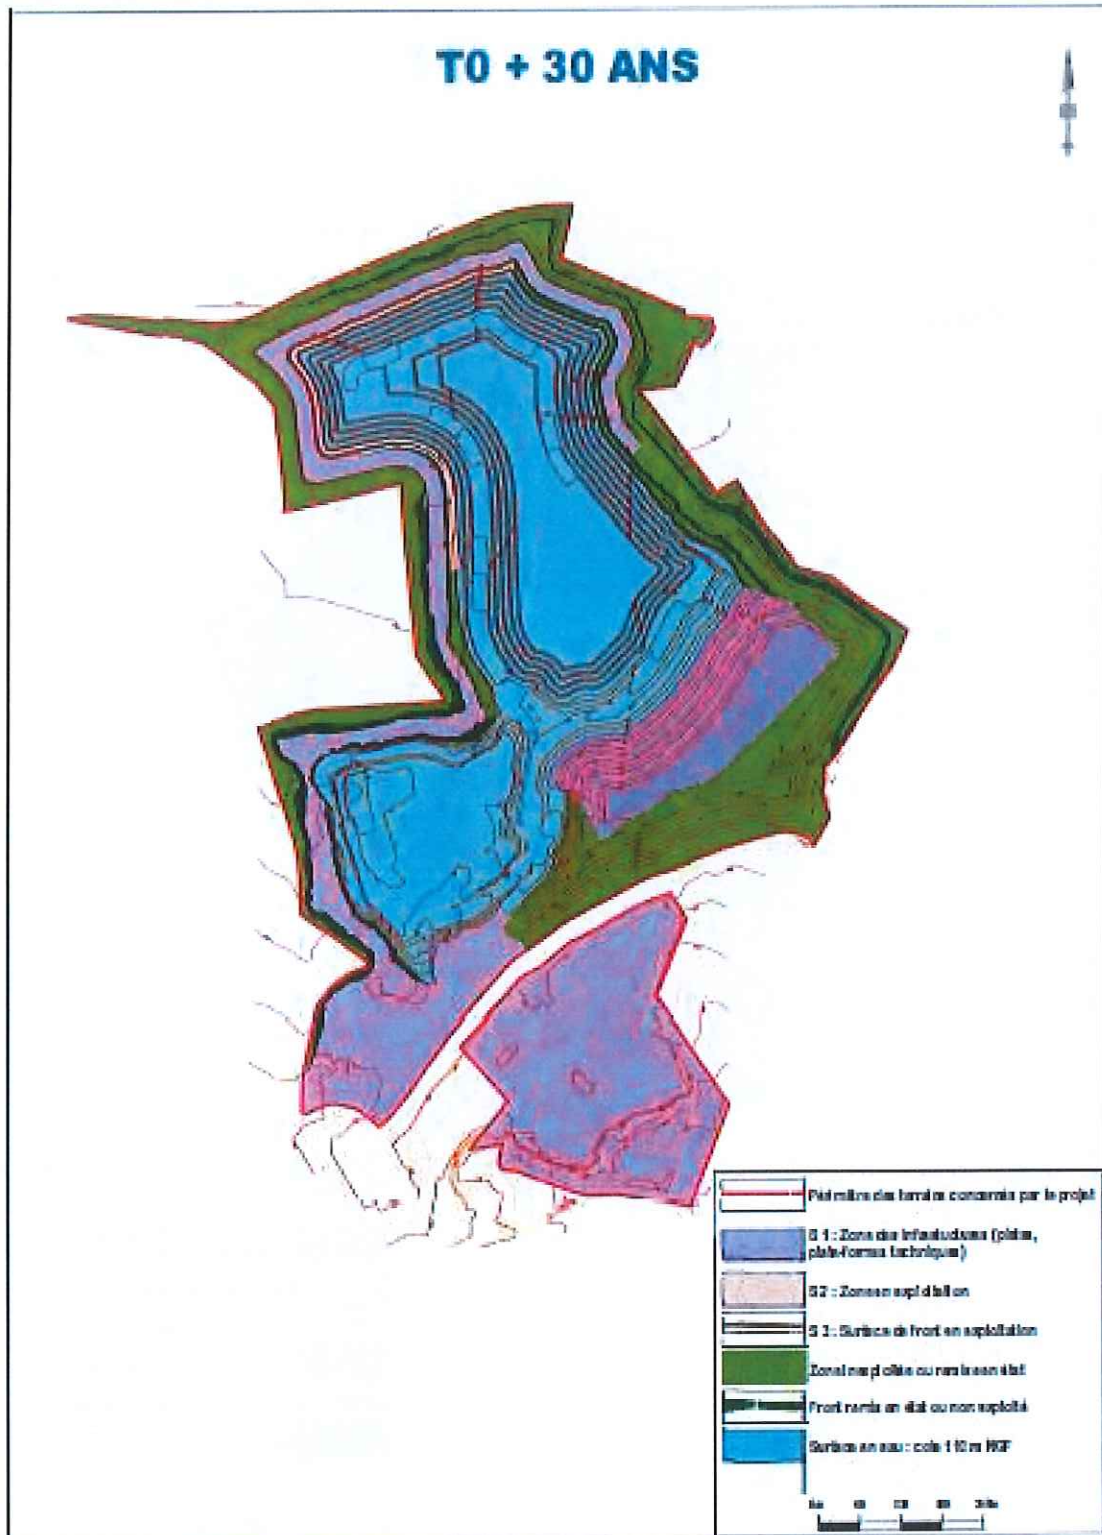 T0 + 30 ANS
Périmètre des terrains concernés par le projet
S 1 : Zone des infrastructures (pistes,
plate-formes techniques)
S 2 : Zone en exploitation
S 3 : Surface de Front en exploitation
Zone inexploitée ou remise en état
Front remis en état ou non exploité
Surface en eau : cote 110 m NGF